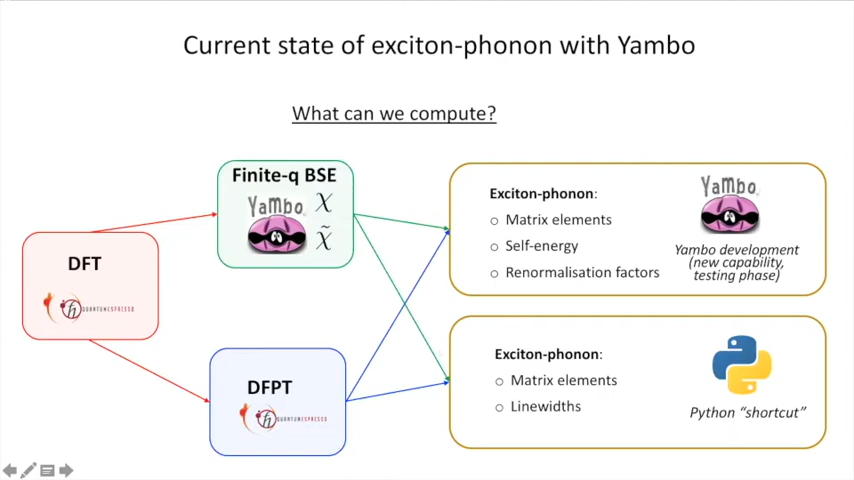 Current state of exciton-phonon with Yambo
What can we compute?
Finite-q BSE
Yambo
χ
χ̃
DFT
QUANTUMESPRESSO
DFPT
QUANTUMESPRESSO
Exciton-phonon:
○ Matrix elements
○ Self-energy
○ Renormalisation factors
Yambo
Yambo development
(new capability,
testing phase)
Exciton-phonon:
○ Matrix elements
○ Linewidths
Python “shortcut”